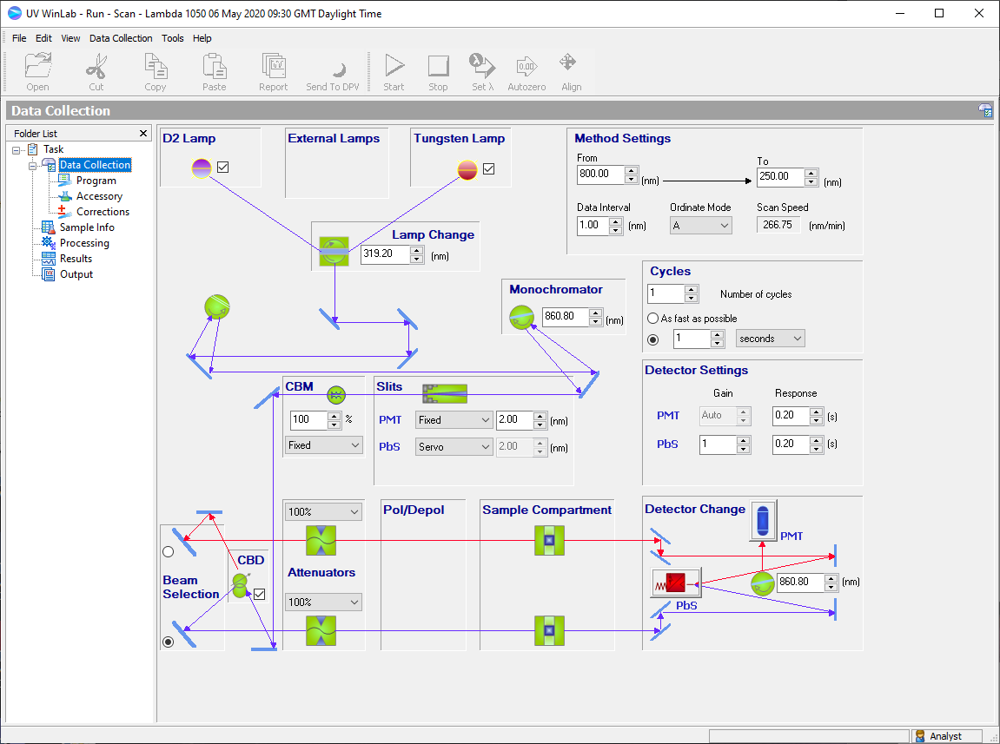 UV WinLab - Run - Scan - Lambda 1050 06 May 2020 09:30 GMT Daylight Time
File Edit View Data Collection Tools Help
Open Cut Copy Paste Report Send To DPV Start Stop Set λ Autozero Align
Data Collection
Folder List
Task
Data Collection
Program
Accessory
Corrections
Sample Info
Processing
Results
Output
D2 Lamp
External Lamps
Tungsten Lamp
Lamp Change
319.20 (nm)
Monochromator
860.80 (nm)
CBM
100 %
Fixed
Slits
PMT Fixed 2.00 (nm)
PbS Servo 2.00 (nm)
Method Settings
From To
800.00 (nm) 250.00 (nm)
Data Interval Ordinate Mode Scan Speed
1.00 (nm) A 266.75 (nm/min)
Cycles
1 Number of cycles
As fast as possible
1 seconds
Detector Settings
Gain Response
PMT Auto 0.20 (s)
PbS 1 0.20 (s)
Beam
Selection
CBD
100%
Attenuators
100%
Pol/Depol
Sample Compartment
Detector Change
PMT
860.80 (nm)
PbS
Analyst